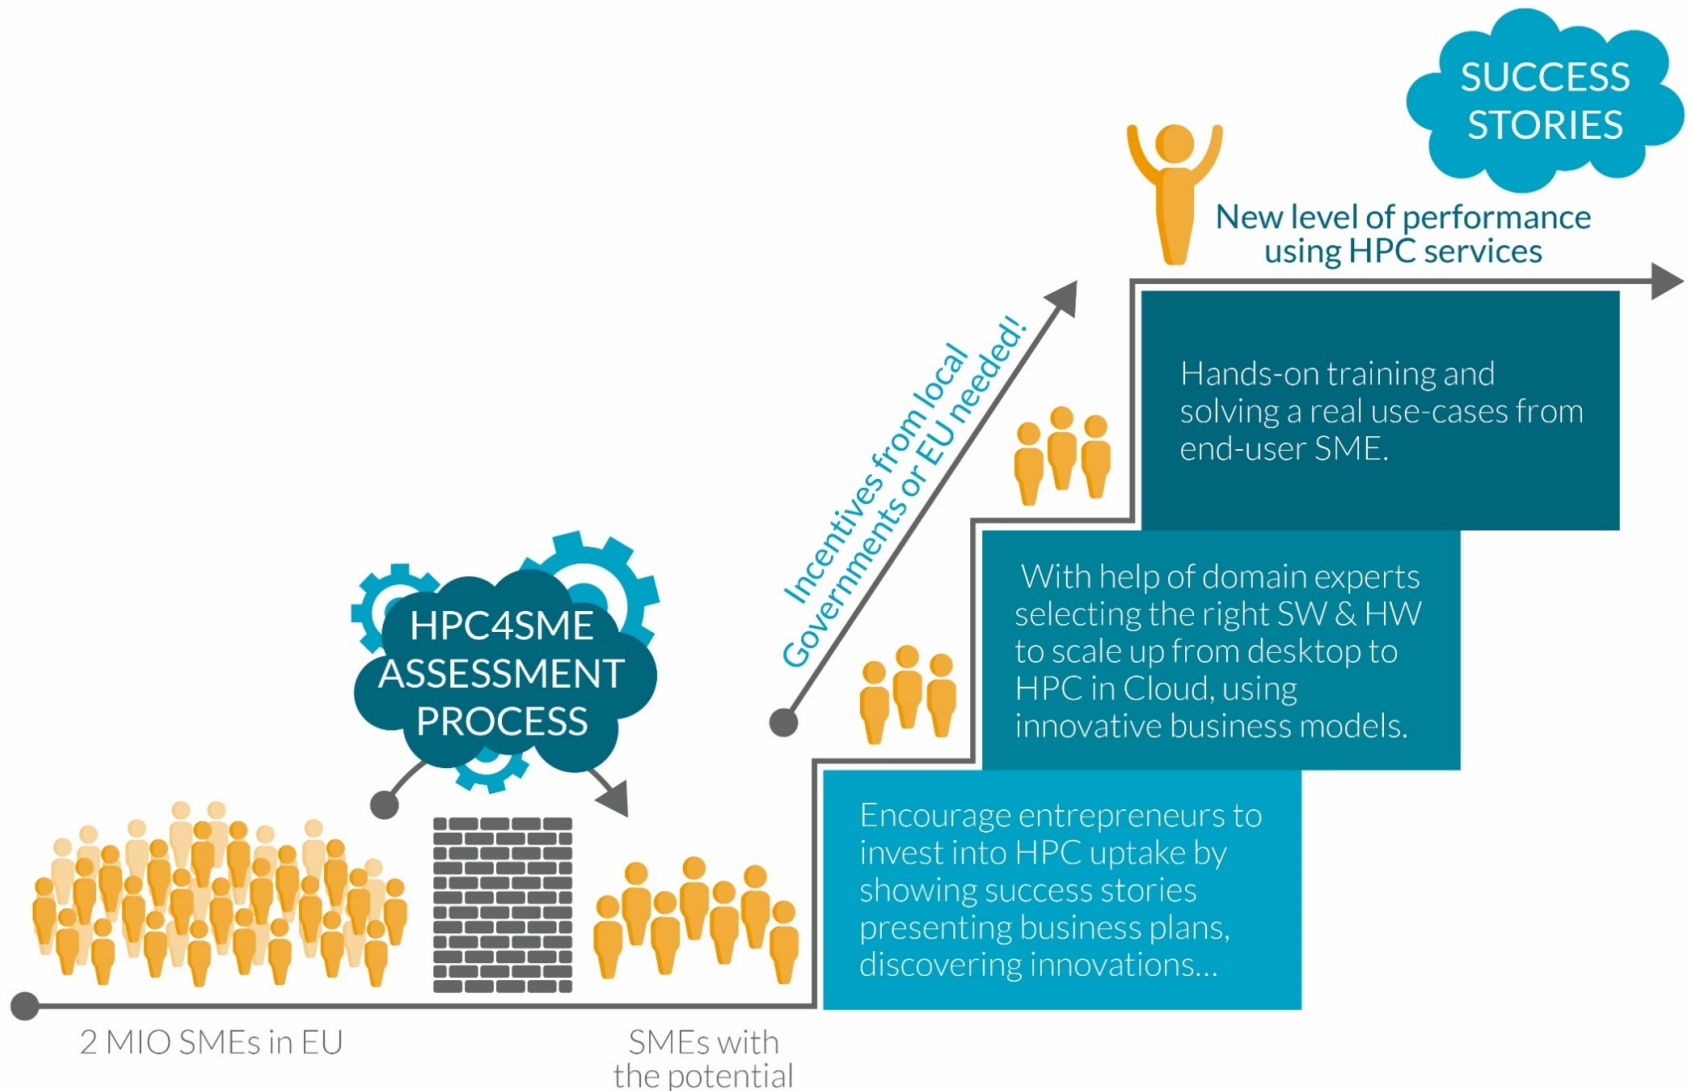 SUCCESS
STORIES
New level of performance
using HPC services
Incentives from local
Governments or EU needed!
Hands-on training and
solving a real use-cases from
end-user SME.
With help of domain experts
selecting the right SW & HW
to scale up from desktop to
HPC in Cloud, using
innovative business models.
HPC4SME
ASSESSMENT
PROCESS
Encourage entrepreneurs to
invest into HPC uptake by
showing success stories
presenting business plans,
discovering innovations...
2 MIO SMEs in EU
SMEs with
the potential